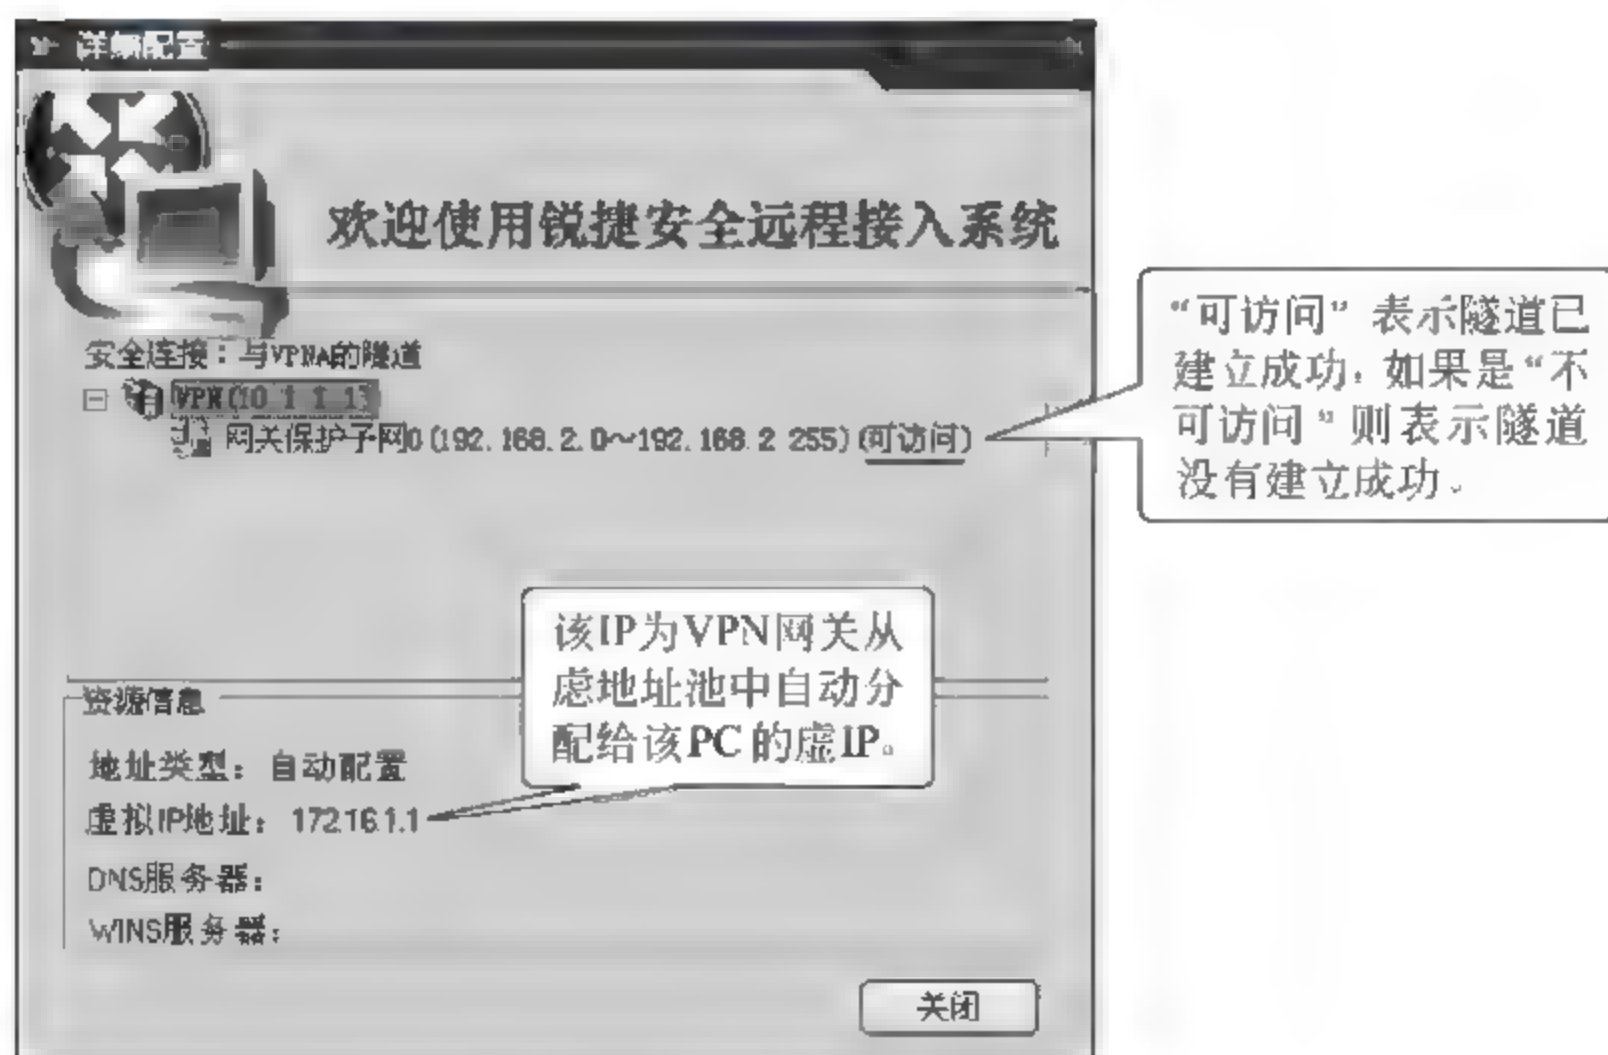 详细配置
欢迎使用锐捷安全远程接入系统
安全连接：与VPNA的隧道
VPN(10.1.1.1)
网关保护子网0(192.168.2.0～192.168.2.255)(可访问)
“可访问”表示隧道已
建立成功，如果是“不
可访问”则表示隧道
没有建立成功。
该IP为VPN网关从
虑地址池中自动分
配给该PC的虚IP。
资源信息
地址类型：自动配置
虚拟IP地址：172.16.1.1
DNS服务器：
WINS服务器：
关闭